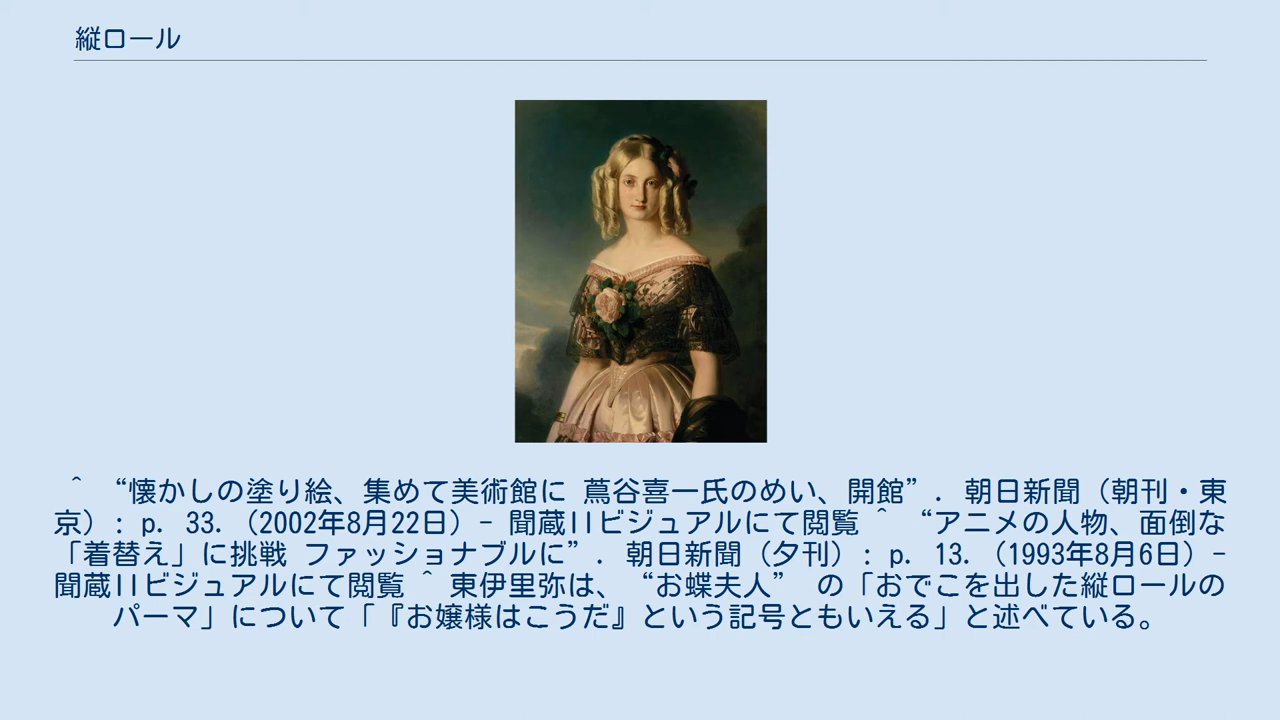 縦ロール
^ “懐かしの塗り絵、集めて美術館に 蔦谷喜一氏のめい、開館”. 朝日新聞（朝刊・東
京）: p. 33. （2002年8月22日）- 聞蔵IIビジュアルにて閲覧 ^ “アニメの人物、面倒な
「着替え」に挑戦 ファッショナブルに”. 朝日新聞（夕刊）: p. 13. （1993年8月6日）-
聞蔵IIビジュアルにて閲覧 ^ 東伊里弥は、“お蝶夫人” の「おでこを出した縦ロールの
パーマ」について「『お嬢様はこうだ』という記号ともいえる」と述べている。